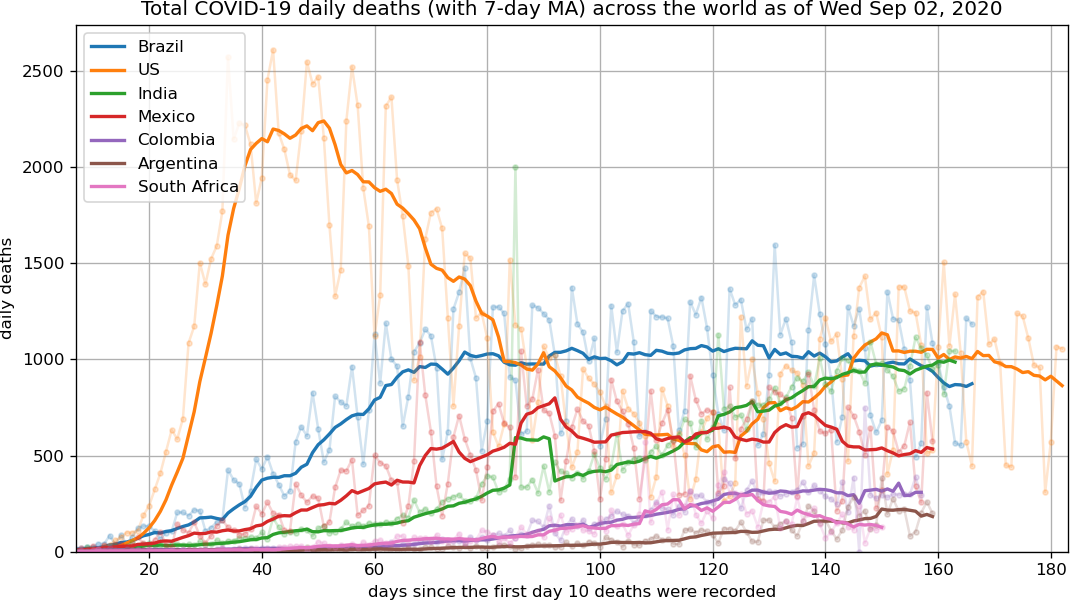 Total COVID-19 daily deaths (with 7-day MA) across the world as of Wed Sep 02, 2020
Brazil
US
India
Mexico
Colombia
Argentina
South Africa
daily deaths
2500
2000
1500
1000
500
0
20 40 60 80 100 120 140 160 180
days since the first day 10 deaths were recorded